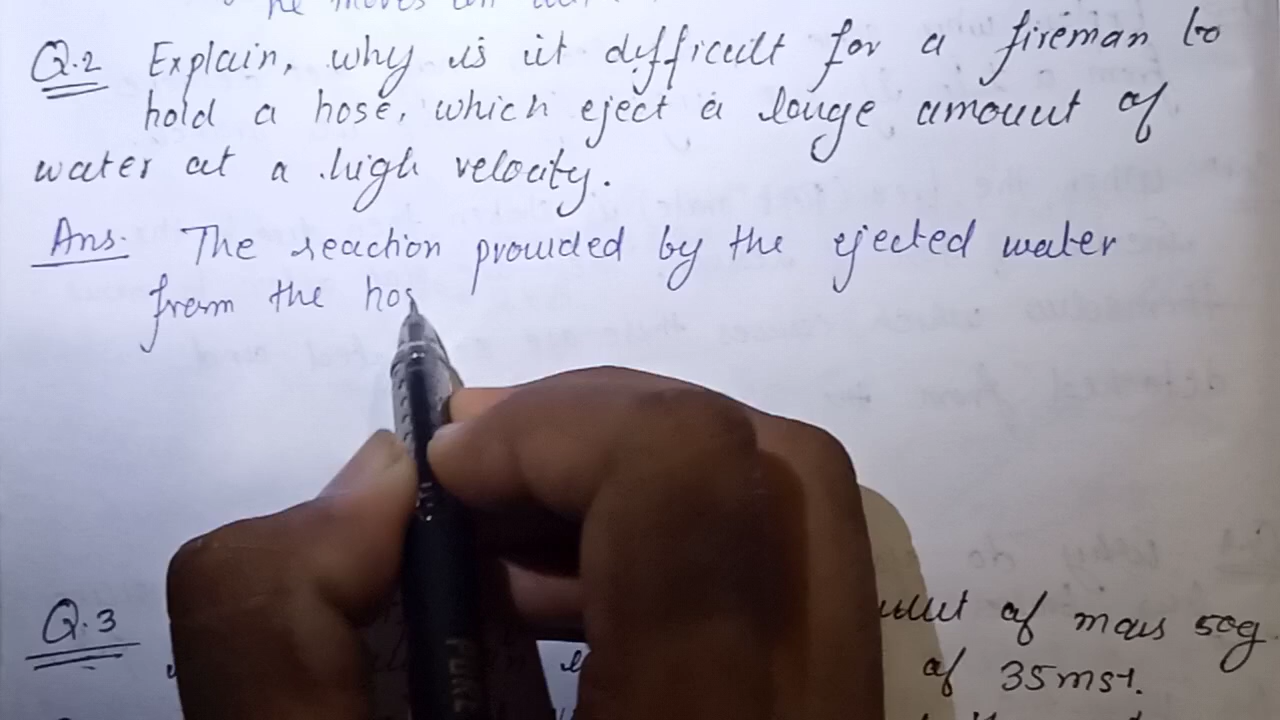 he moves
Q.2 Explain, why is it difficult for a fireman to
hold a hose, which eject a large amount of
water at a high velocity.
Ans. The reaction provided by the ejected water
from the hos
Q.3
of mass 50g
of 35ms-1.